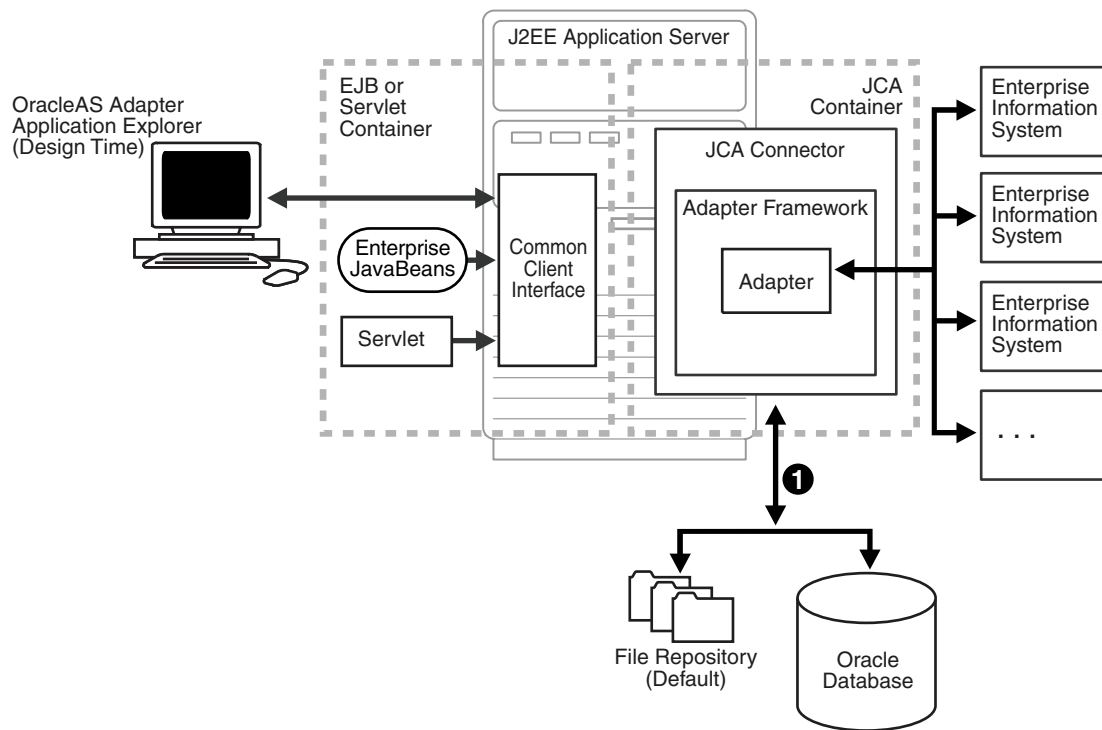 J2EE Application Server
OracleAS Adapter
Application Explorer
(Design Time)
EJB or
Servlet
Container
JCA
Container
JCA Connector
Adapter Framework
Adapter
Enterprise
JavaBeans
Servlet
Common
Client
Interface
Enterprise
Information
System
Enterprise
Information
System
Enterprise
Information
System
. . .
1
File Repository
(Default)
Oracle
Database